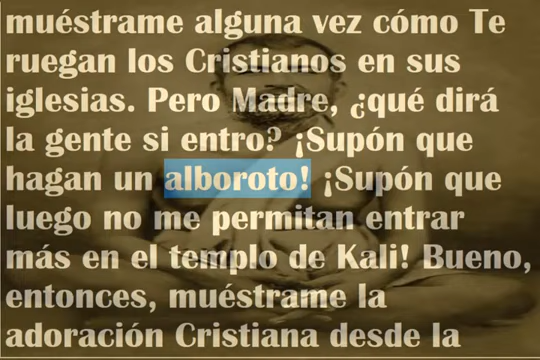 muéstrame alguna vez cómo Te
ruegan los Cristianos en sus
iglesias. Pero Madre, ¿qué dirá
la gente si entro? ¡Supón que
hagan un alboroto! ¡Supón que
luego no me permitan entrar
más en el templo de Kali! Bueno,
entonces, muéstrame la
adoración Cristiana desde la